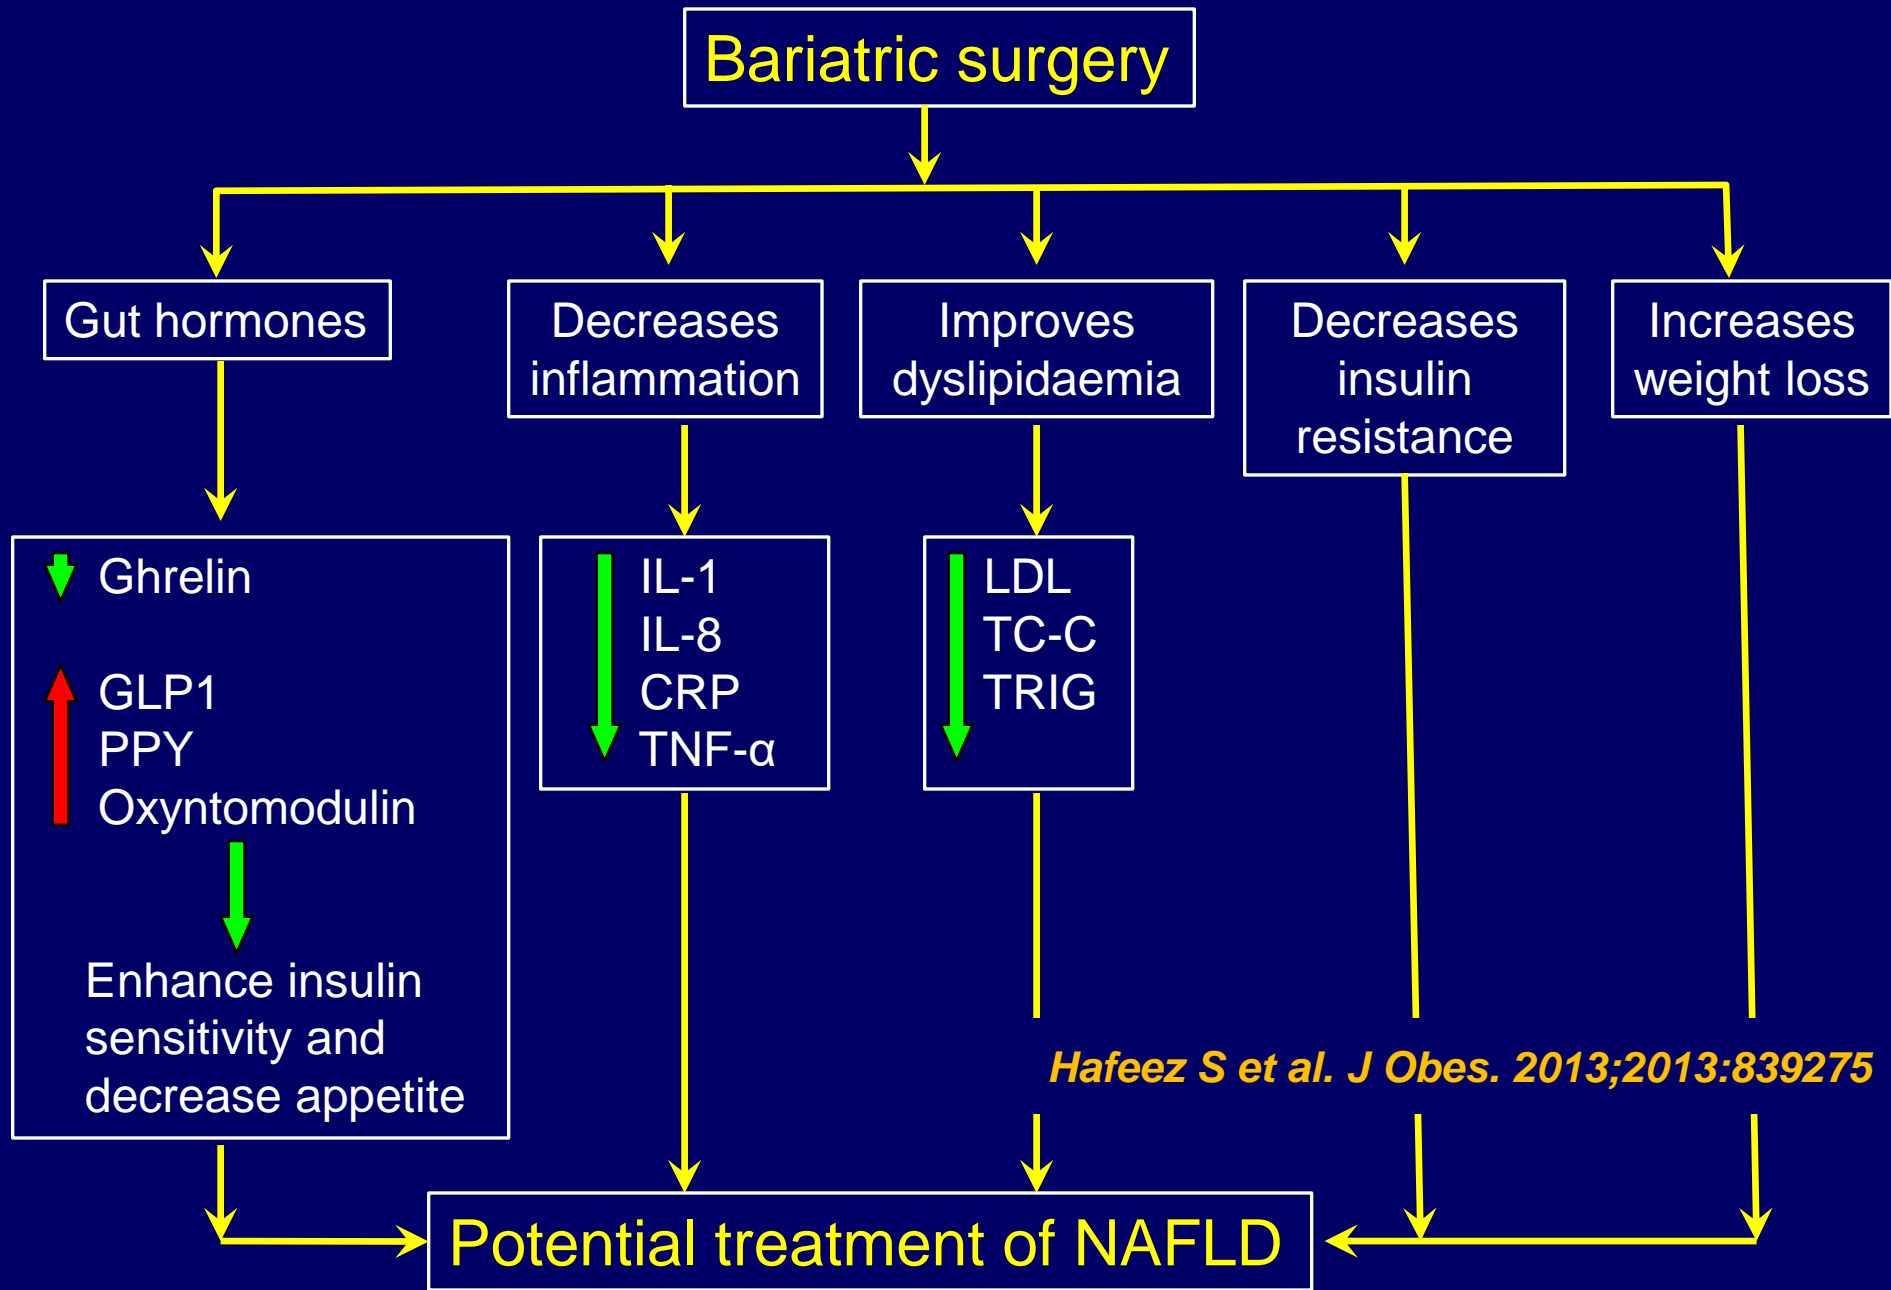 Bariatric surgery
Gut hormones
Decreases
inflammation
Improves
dyslipidaemia
Decreases
insulin
resistance
Increases
weight loss
Ghrelin
GLP1
PPY
Oxyntomodulin
Enhance insulin
sensitivity and
decrease appetite
IL-1
IL-8
CRP
TNF-α
LDL
TC-C
TRIG
Hafeez S et al. J Obes. 2013;2013:839275
Potential treatment of NAFLD